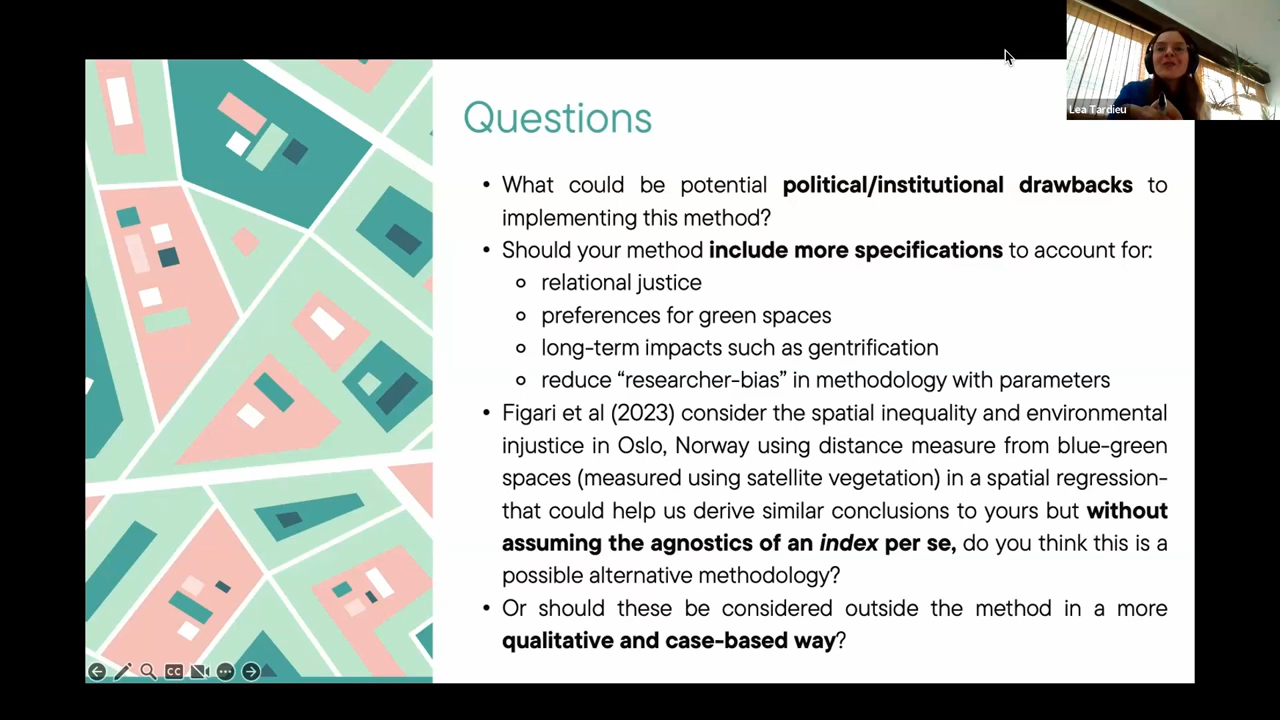 Lea Tardieu
Questions
• What could be potential political/institutional drawbacks to
implementing this method?
• Should your method include more specifications to account for:
○ relational justice
○ preferences for green spaces
○ long-term impacts such as gentrification
○ reduce “researcher-bias” in methodology with parameters
• Figari et al (2023) consider the spatial inequality and environmental
injustice in Oslo, Norway using distance measure from blue-green
spaces (measured using satellite vegetation) in a spatial regression-
that could help us derive similar conclusions to yours but without
assuming the agnostics of an index per se, do you think this is a
possible alternative methodology?
• Or should these be considered outside the method in a more
qualitative and case-based way?
CC